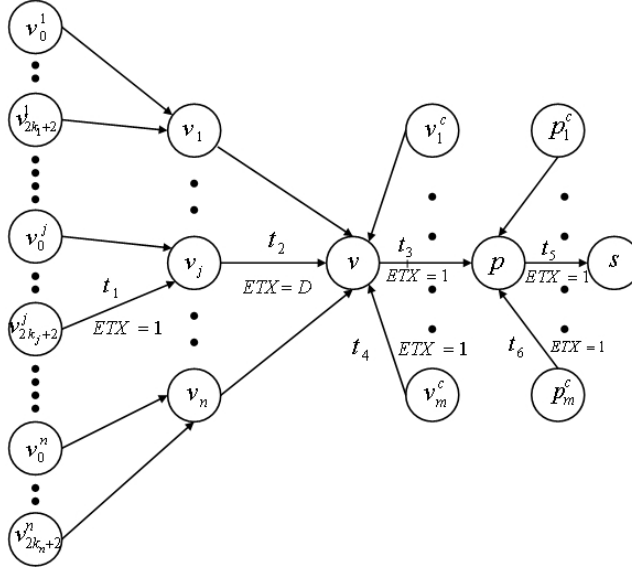 v_0^1
v_{2k_1+2}^1
v_1
v_1^c
p_1^c
v_0^j
t_2
t_3
t_5
v_j
v
p
s
t_1
ETX = D
ETX = 1
ETX = 1
v_{2k_j+2}^j
ETX = 1
t_4
ETX = 1
t_6
ETX = 1
v_n
v_m^c
p_m^c
v_0^n
v_{2k_n+2}^n